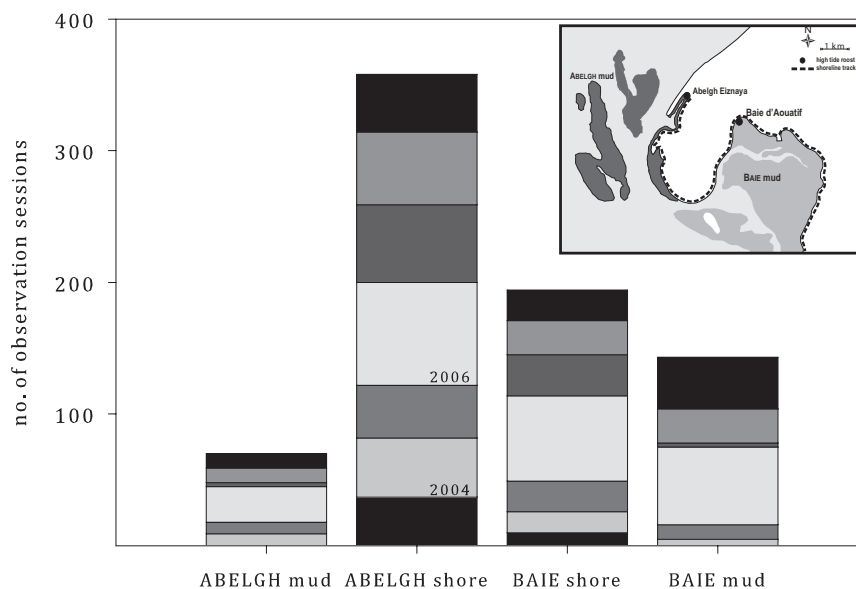 no. of observation sessions
400
300
200
100
2006
2004
ABELGH mud ABELGH shore BAIE shore BAIE mud
N
1 km
high tide roost
shoreline track
ABELGH mud
Abelgh Eiznaya
Baie d'Aouatif
BAIE mud